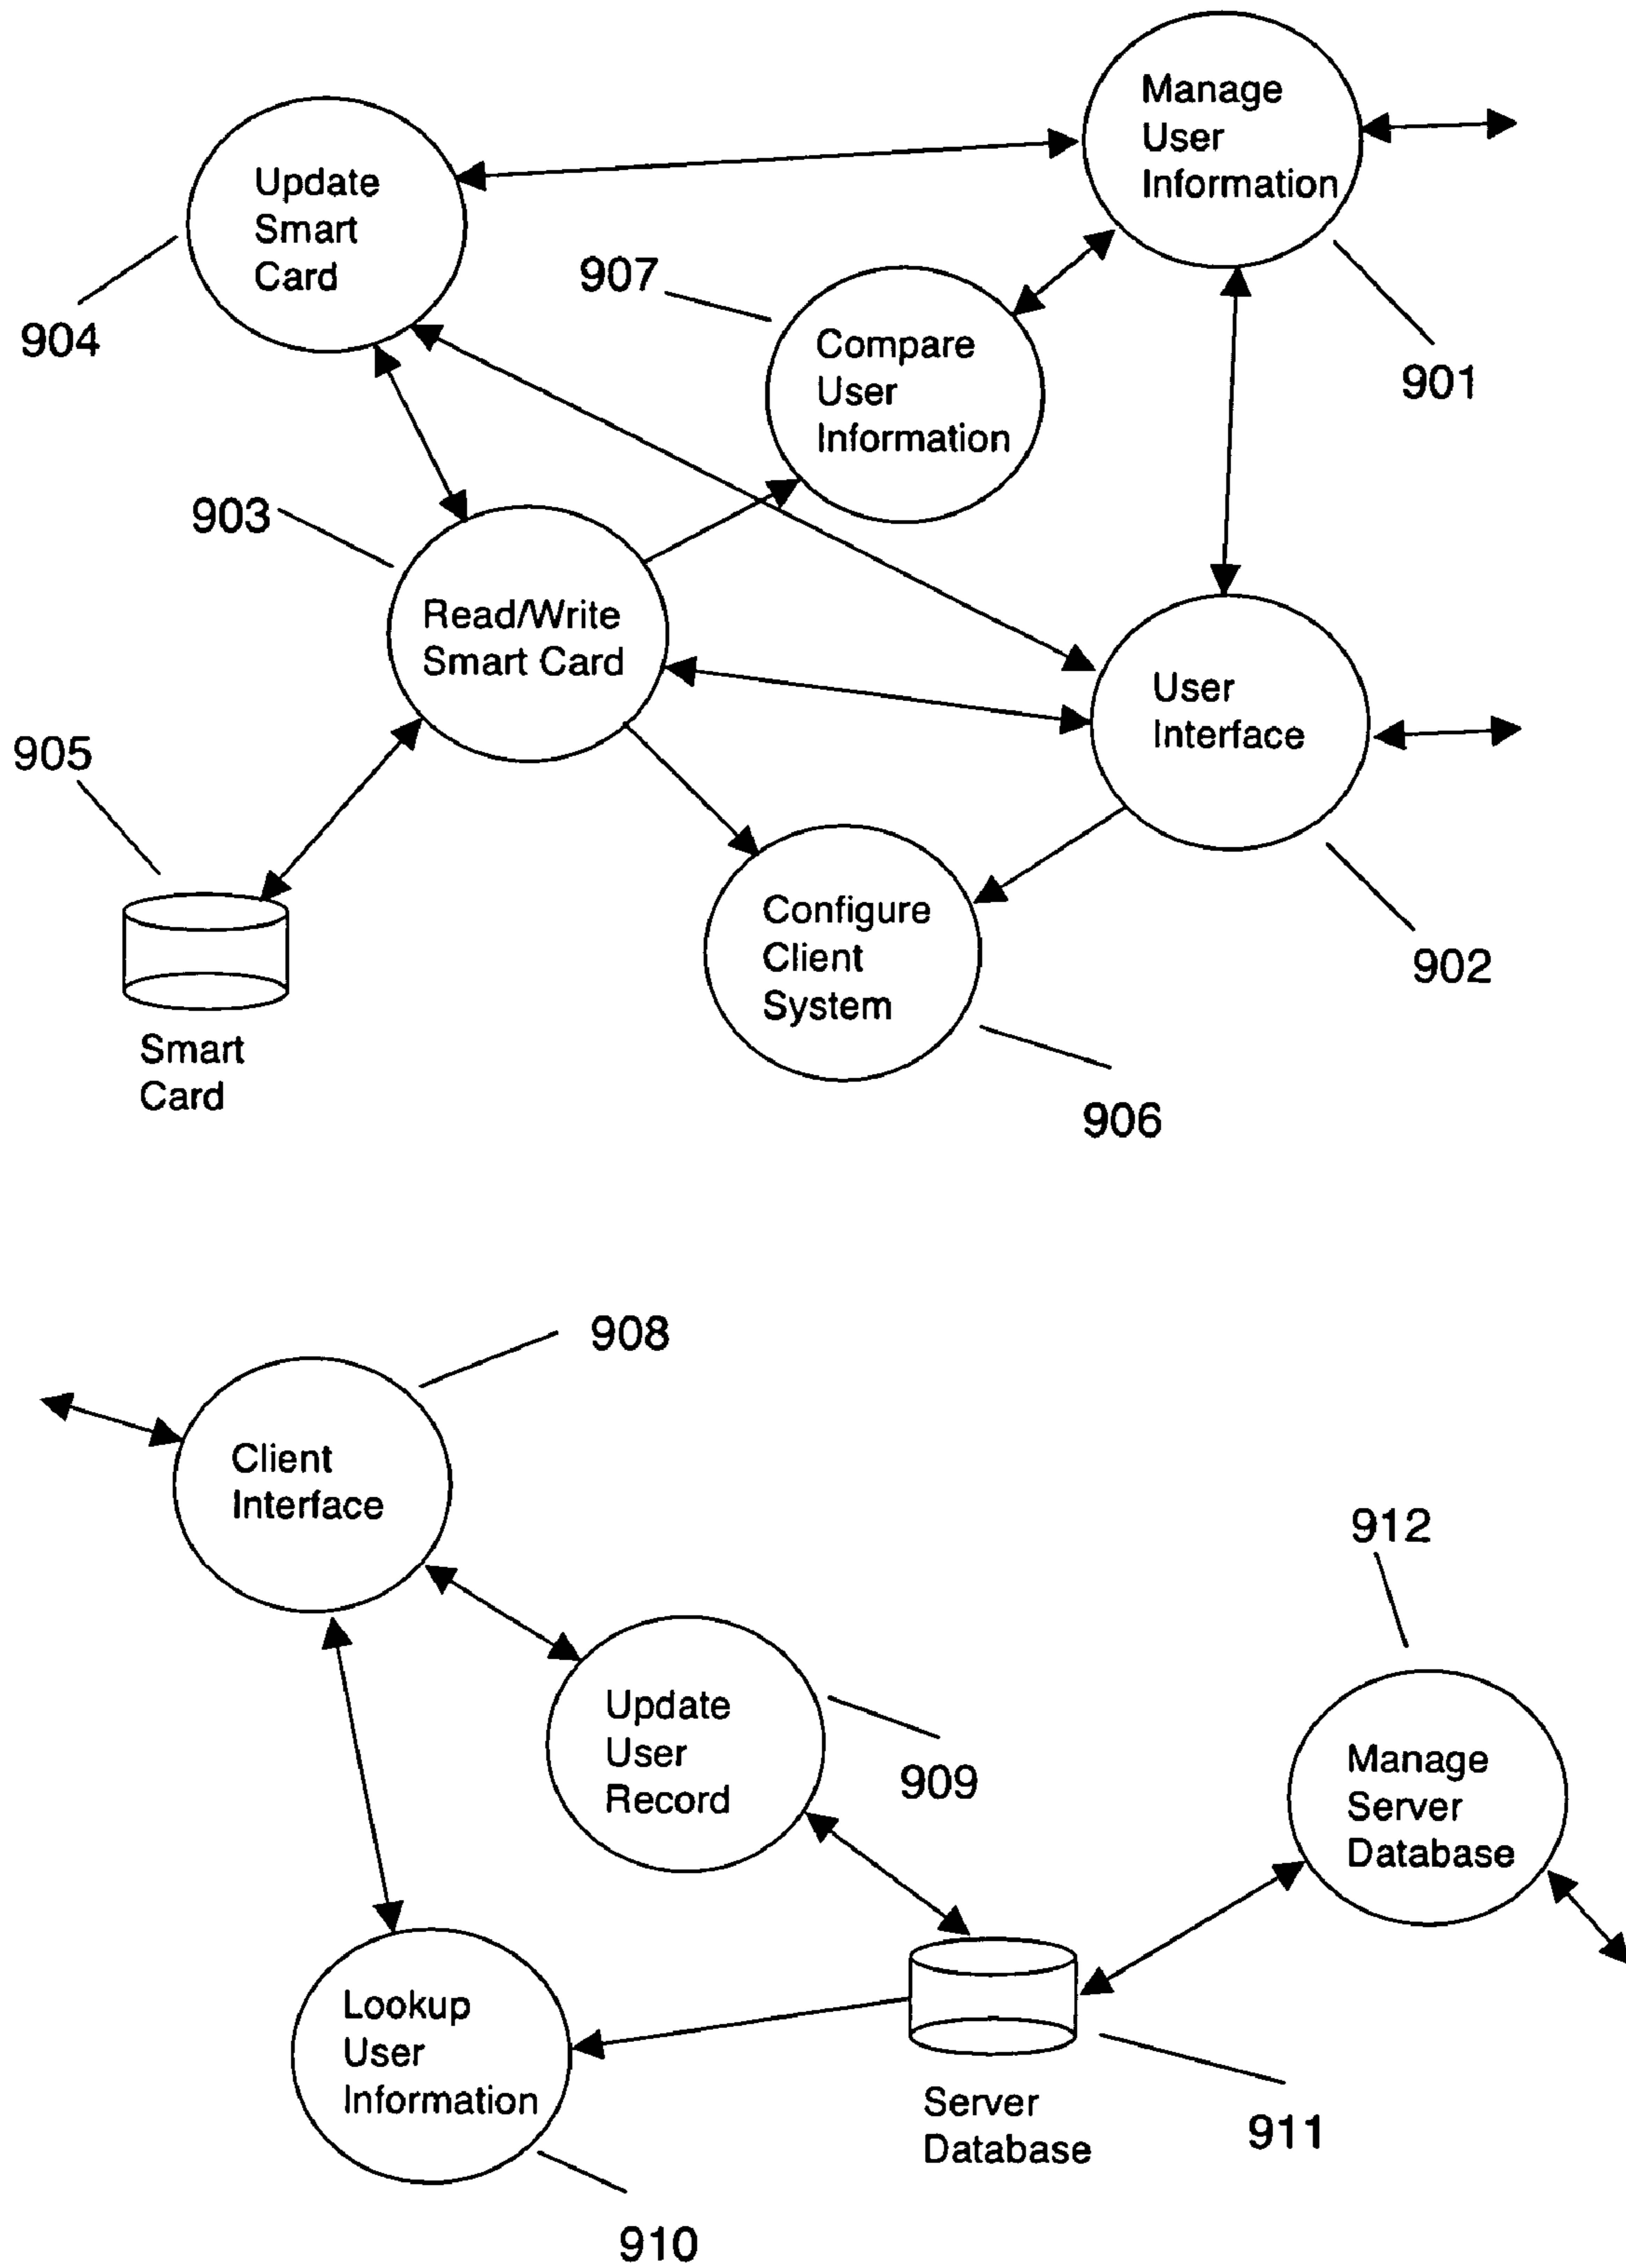 Manage
User
Information
901
Update
Smart
Card
904
907
Compare
User
Information
903
Read/Write
Smart Card
User
Interface
902
905
Smart
Card
Configure
Client
System
906
908
Client
Interface
912
Update
User
Record
909
Manage
Server
Database
Lookup
User
Information
910
Server
Database
911